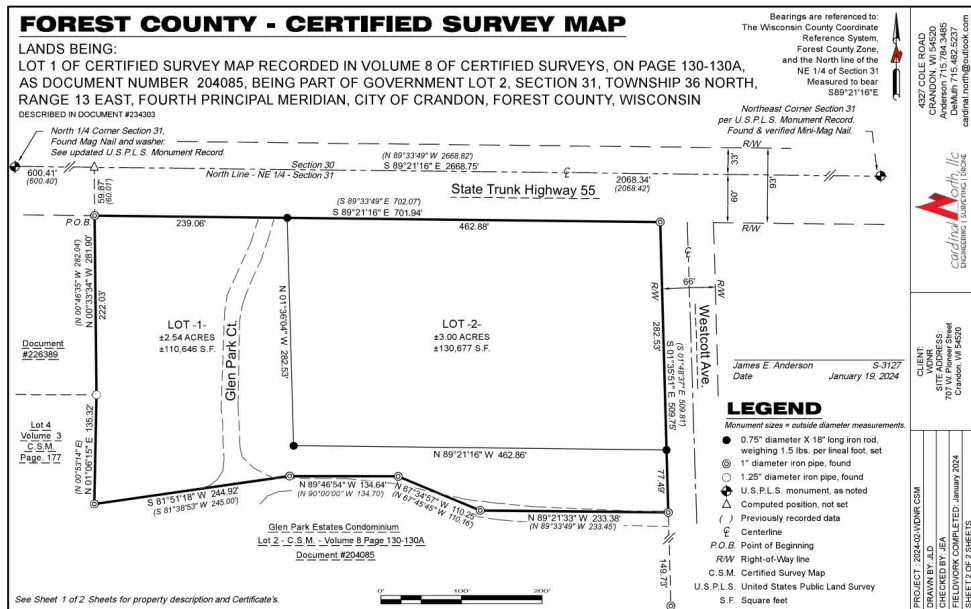 FOREST COUNTY - CERTIFIED SURVEY MAP
LANDS BEING:
LOT 1 OF CERTIFIED SURVEY MAP RECORDED IN VOLUME 8 OF CERTIFIED SURVEYS, ON PAGE 130-130A,
AS DOCUMENT NUMBER 204085, BEING PART OF GOVERNMENT LOT 2, SECTION 31, TOWNSHIP 36 NORTH,
RANGE 13 EAST, FOURTH PRINCIPAL MERIDIAN, CITY OF CRANDON, FOREST COUNTY, WISCONSIN
DESCRIBED IN DOCUMENT #234303
Bearings are referenced to:
The Wisconsin County Coordinate
Reference System,
Forest County Zone,
and the North line of the
NE 1/4 of Section 31
Measured to bear
S89°21'16"E
North 1/4 Corner Section 31,
Found Mag Nail and washer.
See updated U.S.P.L.S. Monument Record.
Northeast Corner Section 31
per U.S.P.L.S. Monument Record.
Found & verified Mini-Mag Nail.
R/W
33'
93'
60'
R/W
600.41'
(600.40')
59.87'
(60.07')
Section 30
North Line - NE 1/4 - Section 31
(N 89°33'49" W 2668.82')
S 89°21'16" E 2668.75'
℄
2068.34'
(2068.42')
State Trunk Highway 55
P.O.B.
239.06'
(S 89°33'49" E 702.07')
S 89°21'16" E 701.94'
462.88'
(N 00°46'35" W 282.04')
N 00°33'34" W 281.90'
222.03'
LOT -1-
±2.54 ACRES
±110,646 S.F.
Glen Park Ct.
N 01°36'04" W 282.53'
LOT -2-
±3.00 ACRES
±130,677 S.F.
R/W
282.53'
S 01°35'51" E 509.75'
(S 01°48'37" E 509.81')
℄
66'
R/W
Westcott Ave.
Document
#226389
Lot 4
Volume 3
C.S.M.
Page. 177
(N 00°53'14" E)
N 01°06'15" E 135.32'
N 89°21'16" W 462.86'
77.49'
S 81°51'18" W 244.92'
(S 81°38'53" W 245.00')
N 89°46'54" W 134.64'
(N 90°00'00" W 134.70')
N 67°34'57" W 110.25'
(N 67°45'45" W 110.16')
N 89°21'33" W 233.38'
(N 89°33'49" W 233.45')
149.73'
Glen Park Estates Condominium
Lot 2 - C.S.M. - Volume 8 Page 130-130A
Document #204085
See Sheet 1 of 2 Sheets for property description and Certificate's.
0
100'
200'
James E. Anderson S-3127
Date January 19, 2024
LEGEND
Monument sizes = outside diameter measurements.
0.75" diameter X 18" long iron rod,
weighing 1.5 lbs. per lineal foot, set
1" diameter iron pipe, found
1.25" diameter iron pipe, found
U.S.P.L.S. monument, as noted
Computed position, not set
( ) Previously recorded data
℄ Centerline
P.O.B. Point of Beginning
R/W Right-of-Way line
C.S.M. Certified Survey Map
U.S.P.L.S. United States Public Land Survey
S.F. Square feet
4327 COLE ROAD
CRANDON, WI 54520
Anderson 715.784.3485
DeMuth 715.482.5237
cardinal.north@outlook.com
cardinal North, llc
ENGINEERING | SURVEYING | DRONE
CLIENT:
WDNR
SITE ADDRESS:
707 W. Pioneer Street
Crandon, WI 54520
PROJECT : 2024-02-WDNR CSM
DRAWN BY: JLD
CHECKED BY: JEA
FIELDWORK COMPLETED: January 2024
SHEET 2 OF 2 SHEETS